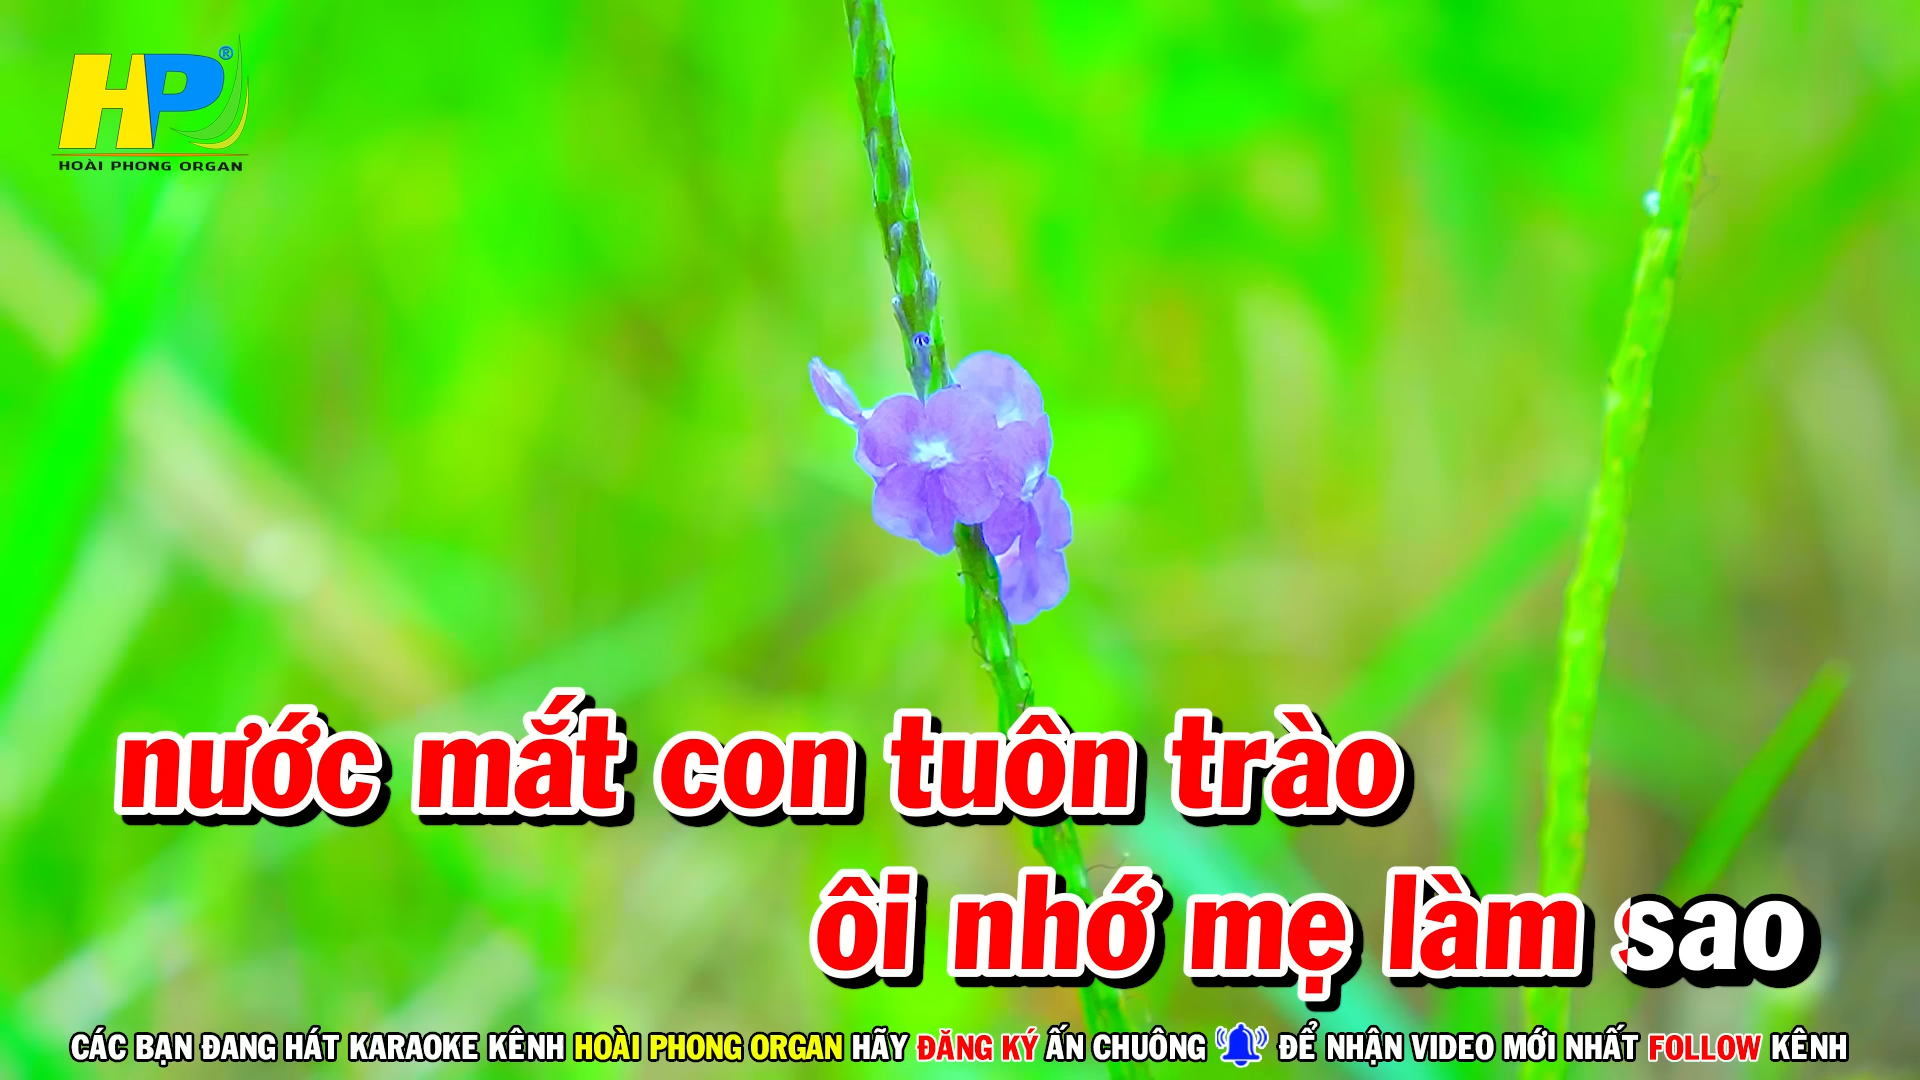 HP®
HOÀI PHONG ORGAN
nước mắt con tuôn trào
ôi nhớ mẹ làm sao
CÁC BẠN ĐANG HÁT KARAOKE KÊNH HOÀI PHONG ORGAN HÃY ĐĂNG KÝ ẤN CHUÔNG ĐỂ NHẬN VIDEO MỚI NHẤT FOLLOW KÊNH